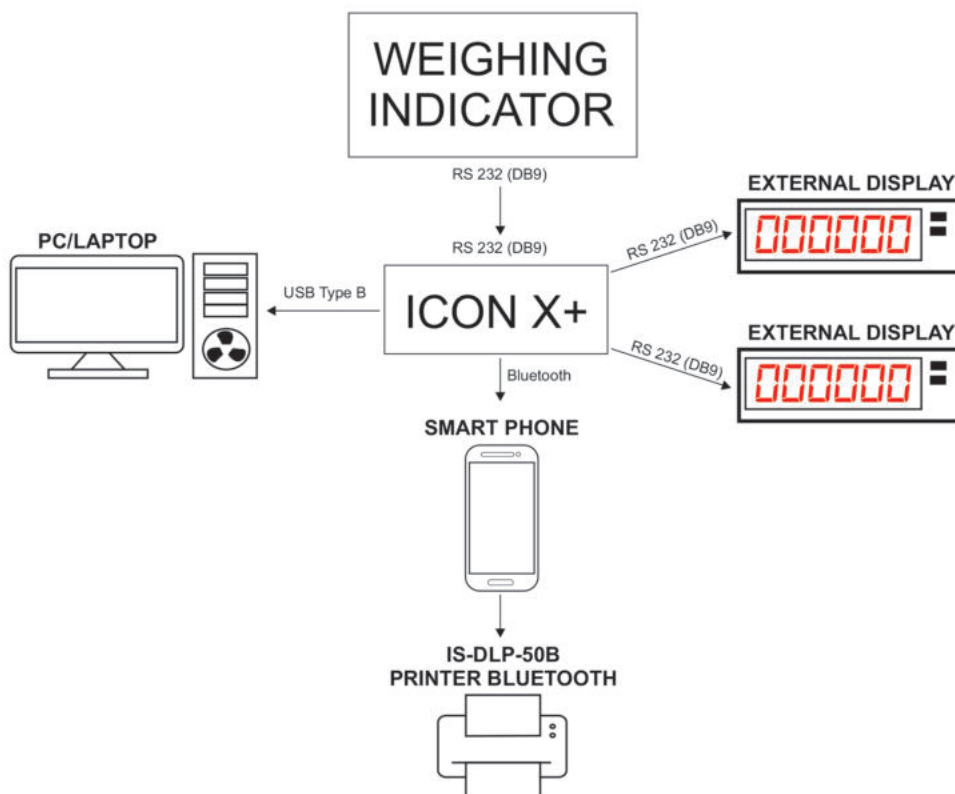 WEIGHING
INDICATOR
RS 232 (DB9)
EXTERNAL DISPLAY
000000
RS 232 (DB9)
PC/LAPTOP
RS 232 (DB9)
USB Type B
ICON X+
EXTERNAL DISPLAY
000000
RS 232 (DB9)
Bluetooth
SMART PHONE
IS-DLP-50B
PRINTER BLUETOOTH